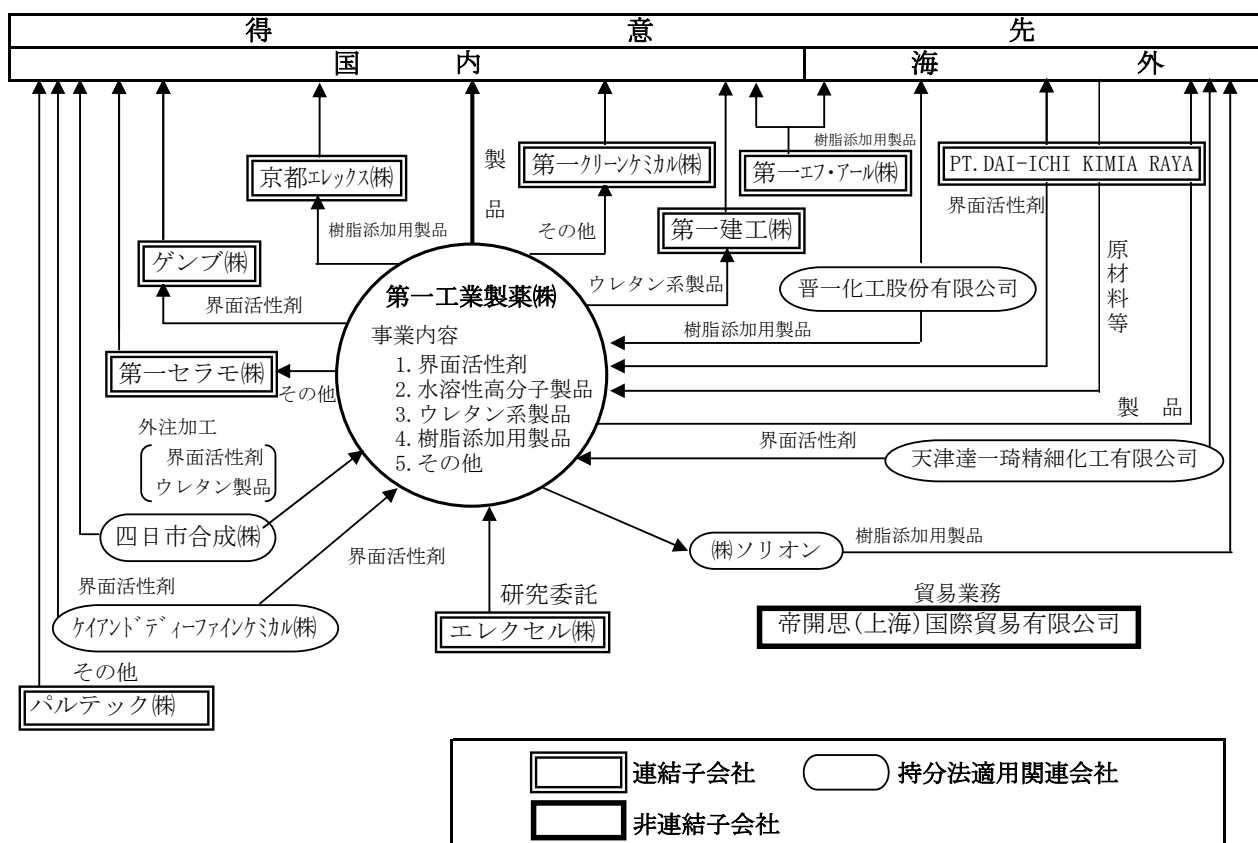 得意先
国内
海外
製品
樹脂添加用製品
京都エレックス㈱
第一クリーンケミカル㈱
第一エフ・アール㈱
PT.DAI-ICHI KIMIA RAYA
界面活性剤
樹脂添加用製品
その他
第一建工㈱
ゲンブ㈱
ウレタン系製品
晋一化工股份有限公司
原材料等
界面活性剤
第一工業製薬㈱
事業内容
1.界面活性剤
2.水溶性高分子製品
3.ウレタン系製品
4.樹脂添加用製品
5.その他
樹脂添加用製品
第一セラモ㈱
その他
製品
外注加工
界面活性剤
ウレタン製品
界面活性剤
天津達一琦精細化工有限公司
四日市合成㈱
界面活性剤
㈱ソリオン
樹脂添加用製品
界面活性剤
ケイアンドディーファインケミカル㈱
研究委託
エレクセル㈱
貿易業務
帝開思(上海)国際貿易有限公司
その他
パルテック㈱
連結子会社
持分法適用関連会社
非連結子会社